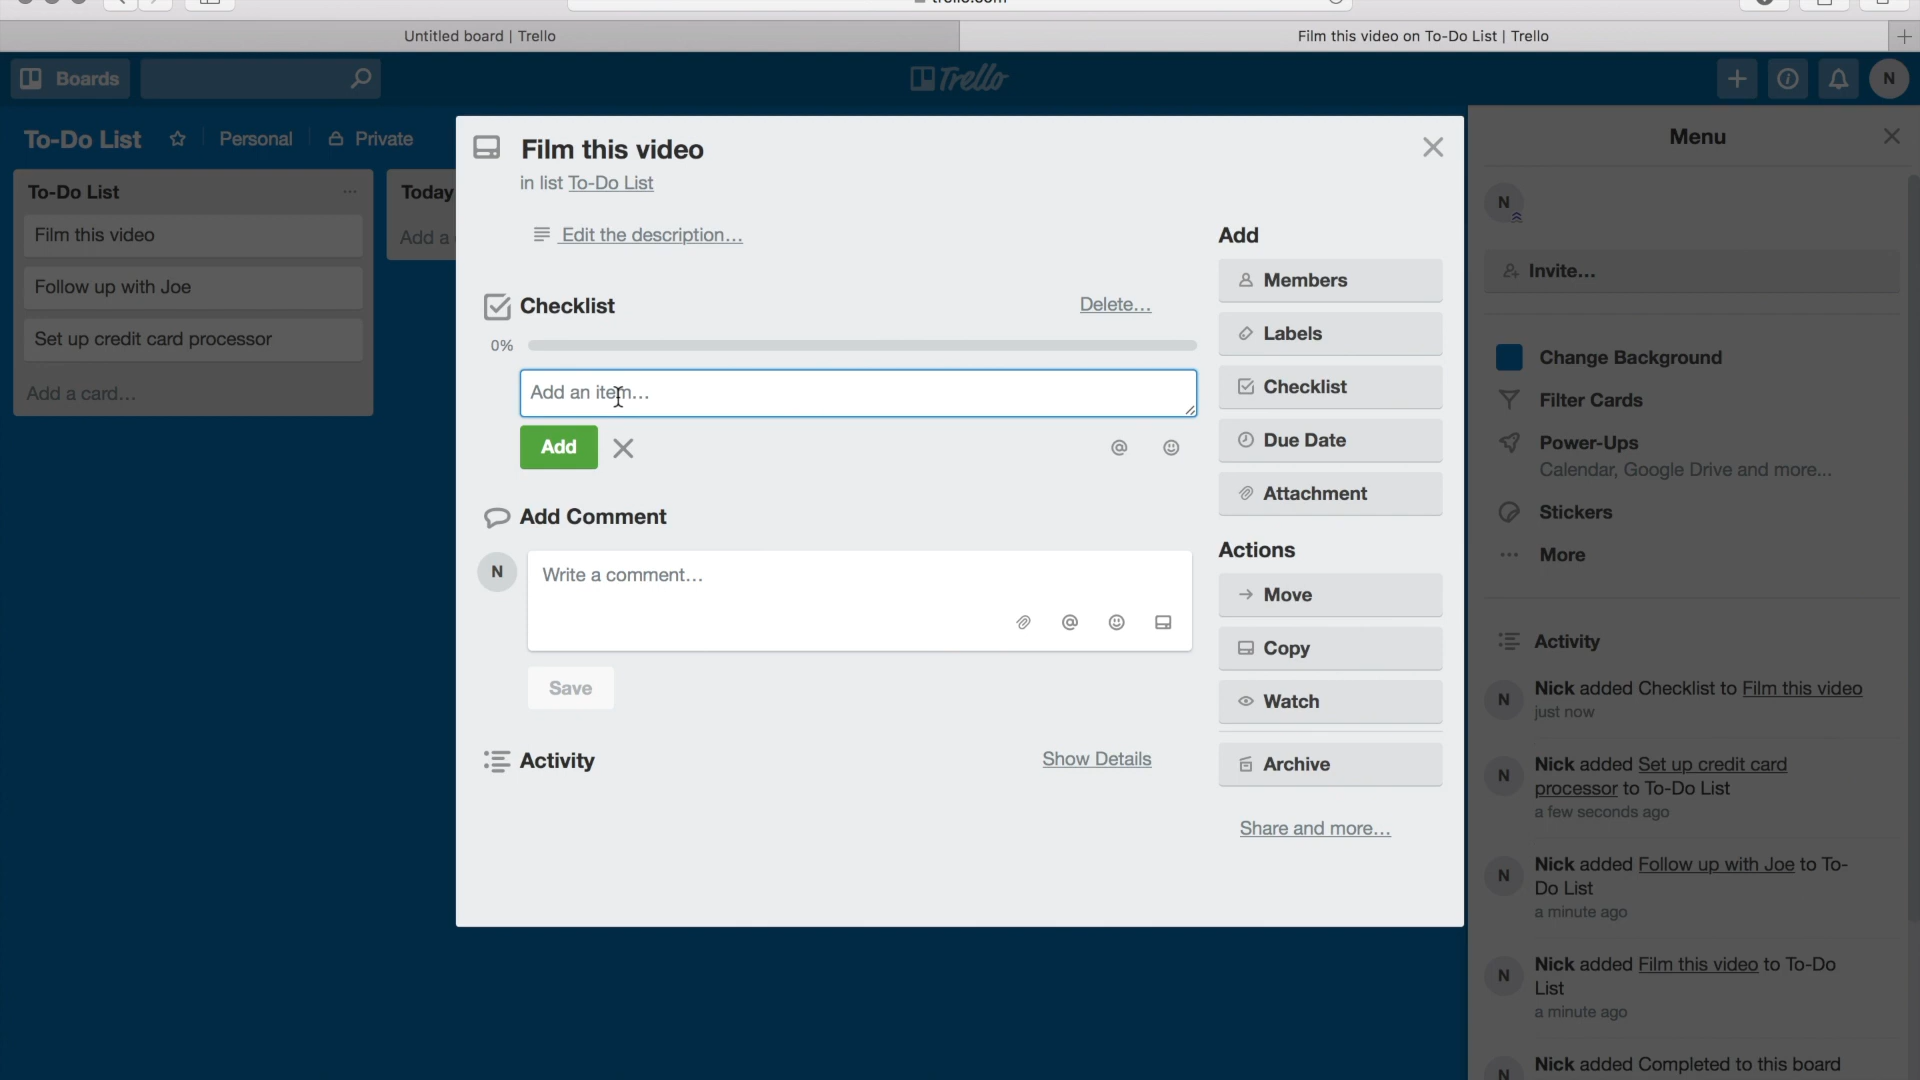 Untitled board | Trello
Film this video on To-Do List | Trello
Boards
Trello
N
To-Do List
Personal
Private
Menu
To-Do List
Film this video
Follow up with Joe
Set up credit card processor
Add a card…
Today
Add a
Film this video
in list To-Do List
Edit the description…
Checklist
Delete…
0%
Add an item…
Add
@
Add Comment
N
Write a comment…
@
Save
Activity
Show Details
Add
Members
Labels
Checklist
Due Date
Attachment
Actions
Move
Copy
Watch
Archive
Share and more…
N
Invite…
Change Background
Filter Cards
Power-Ups
Calendar, Google Drive and more…
Stickers
More
Activity
N
Nick added Checklist to Film this video
just now
N
Nick added Set up credit card
processor to To-Do List
a few seconds ago
N
Nick added Follow up with Joe to To-
Do List
a minute ago
N
Nick added Film this video to To-Do
List
a minute ago
N
Nick added Completed to this board